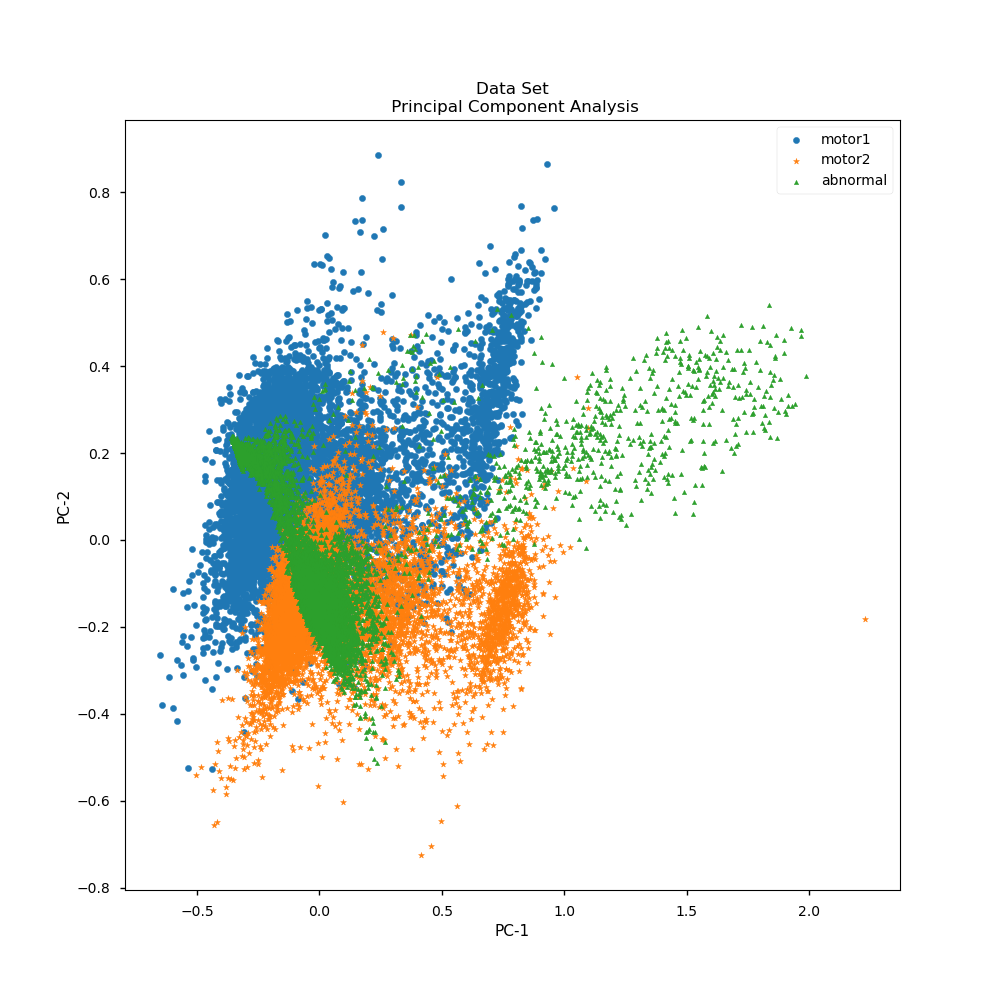 Data Set
Principal Component Analysis
motor1
motor2
abnormal
0.8
0.6
0.4
0.2
0.0
−0.2
−0.4
−0.6
−0.8
PC-2
−0.5
0.0
0.5
1.0
1.5
2.0
PC-1